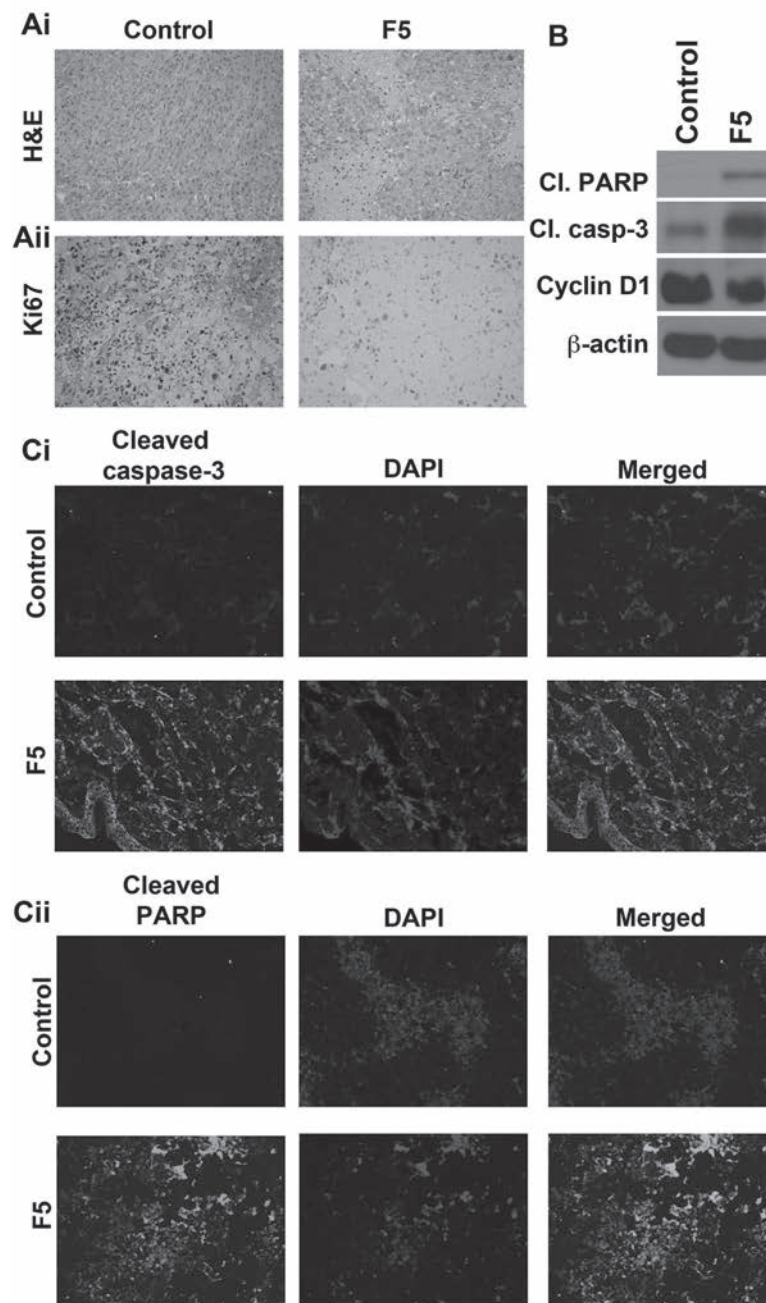 Ai
Control
F5
H&E
Aii
Ki67
B
Control
F5
Cl. PARP
Cl. casp-3
Cyclin D1
β-actin
Ci
Cleaved
caspase-3
DAPI
Merged
Control
F5
Cii
Cleaved
PARP
DAPI
Merged
Control
F5